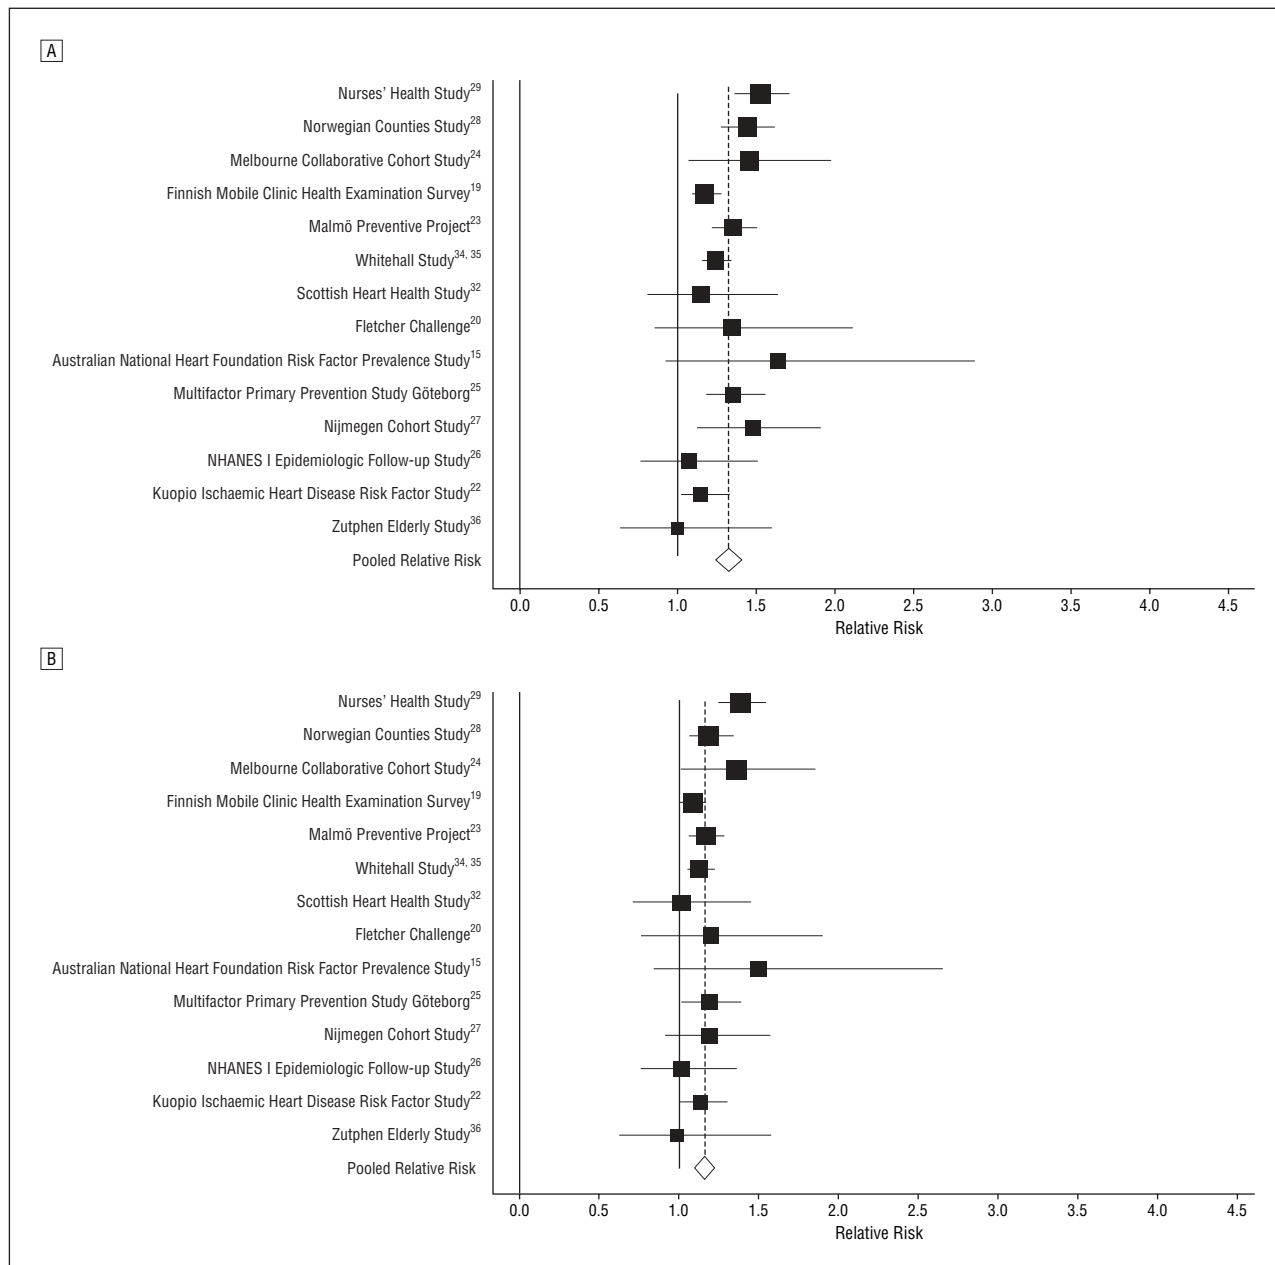 A
Nurses' Health Study29
Norwegian Counties Study28
Melbourne Collaborative Cohort Study24
Finnish Mobile Clinic Health Examination Survey19
Malmö Preventive Project23
Whitehall Study34, 35
Scottish Heart Health Study32
Fletcher Challenge20
Australian National Heart Foundation Risk Factor Prevalence Study15
Multifactor Primary Prevention Study Göteborg25
Nijmegen Cohort Study27
NHANES I Epidemiologic Follow-up Study26
Kuopio Ischaemic Heart Disease Risk Factor Study22
Zutphen Elderly Study36
Pooled Relative Risk
0.0 0.5 1.0 1.5 2.0 2.5 3.0 3.5 4.0 4.5
Relative Risk
B
Nurses' Health Study29
Norwegian Counties Study28
Melbourne Collaborative Cohort Study24
Finnish Mobile Clinic Health Examination Survey19
Malmö Preventive Project23
Whitehall Study34, 35
Scottish Heart Health Study32
Fletcher Challenge20
Australian National Heart Foundation Risk Factor Prevalence Study15
Multifactor Primary Prevention Study Göteborg25
Nijmegen Cohort Study27
NHANES I Epidemiologic Follow-up Study26
Kuopio Ischaemic Heart Disease Risk Factor Study22
Zutphen Elderly Study36
Pooled Relative Risk
0.0 0.5 1.0 1.5 2.0 2.5 3.0 3.5 4.0 4.5
Relative Risk